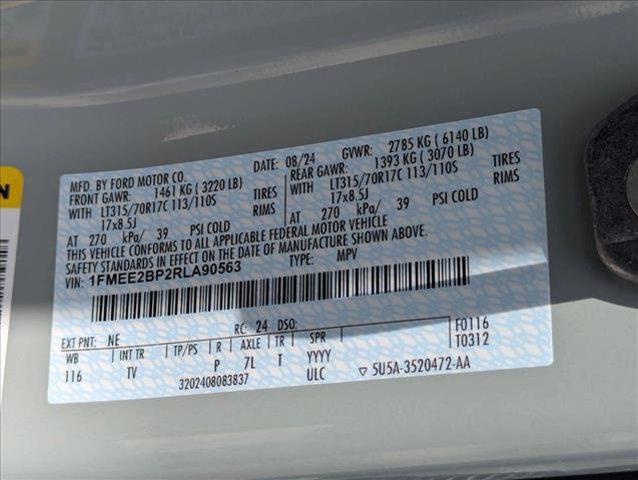 N
MFD. BY FORD MOTOR CO. DATE: 08/24 GVWR: 2785 KG ( 6140 LB)
FRONT GAWR: 1461 KG ( 3220 LB) REAR GAWR: 1393 KG ( 3070 LB)
WITH LT315/70R17C 113/110S TIRES LT315/70R17C 113/110S TIRES
17x8.5J RIMS WITH 17x8.5J RIMS
AT 270 kPa/ 39 PSI COLD AT 270 kPa/ 39 PSI COLD
THIS VEHICLE CONFORMS TO ALL APPLICABLE FEDERAL MOTOR VEHICLE
SAFETY STANDARDS IN EFFECT ON THE DATE OF MANUFACTURE SHOWN ABOVE.
VIN: 1FMEE2BP2RLA90563 TYPE: MPV
EXT PNT: NE RC: 24 DSO: F0116
WB INT TR TP/PS R AXLE TR SPR T0312
116 TV P 7L T YYYY
3202408083837 ULC ▽ 5U5A-3520472-AA